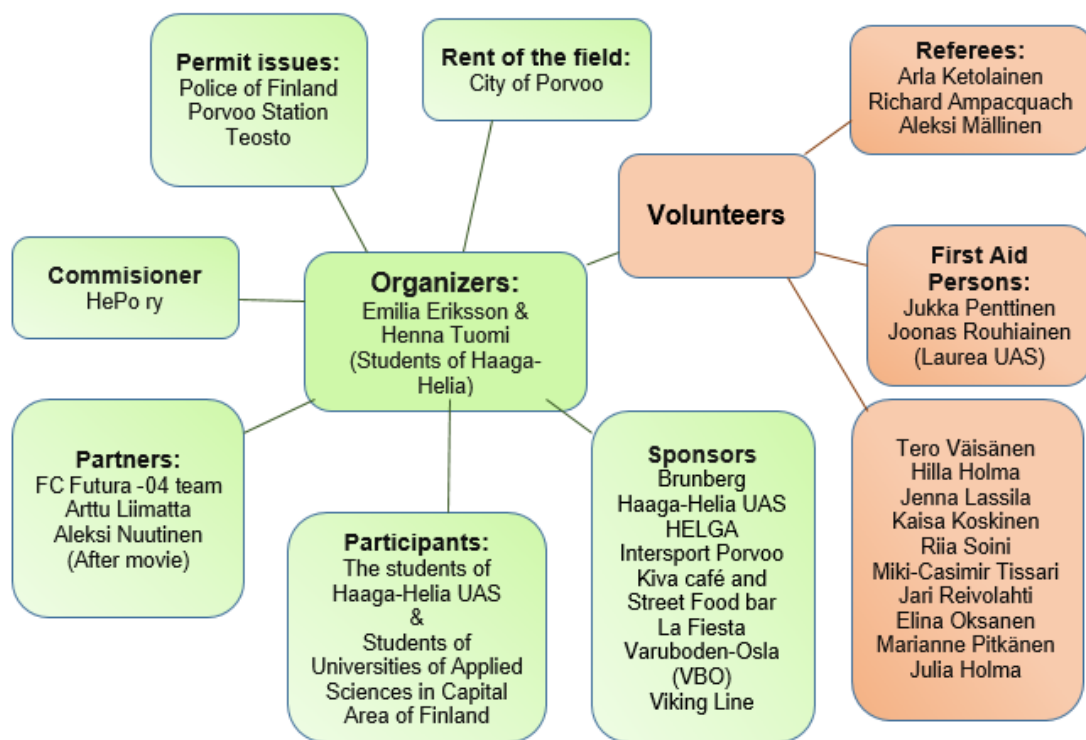 Permit issues:
Police of Finland
Porvoo Station
Teosto
Rent of the field:
City of Porvoo
Referees:
Arla Ketolainen
Richard Ampacquach
Aleksi Mällinen
Volunteers
Commisioner
HePo ry
Organizers:
Emilia Eriksson &
Henna Tuomi
(Students of Haaga-
Helia)
First Aid
Persons:
Jukka Penttinen
Joonas Rouhiainen
(Laurea UAS)
Partners:
FC Futura -04 team
Arttu Liimatta
Aleksi Nuutinen
(After movie)
Participants:
The students of
Haaga-Helia UAS
&
Students of
Universities of Applied
Sciences in Capital
Area of Finland
Sponsors
Brunberg
Haaga-Helia UAS
HELGA
Intersport Porvoo
Kiva café and
Street Food bar
La Fiesta
Varuboden-Osla
(VBO)
Viking Line
Tero Väisänen
Hilla Holma
Jenna Lassila
Kaisa Koskinen
Riia Soini
Miki-Casimir Tissari
Jari Reivolahti
Elina Oksanen
Marianne Pitkänen
Julia Holma